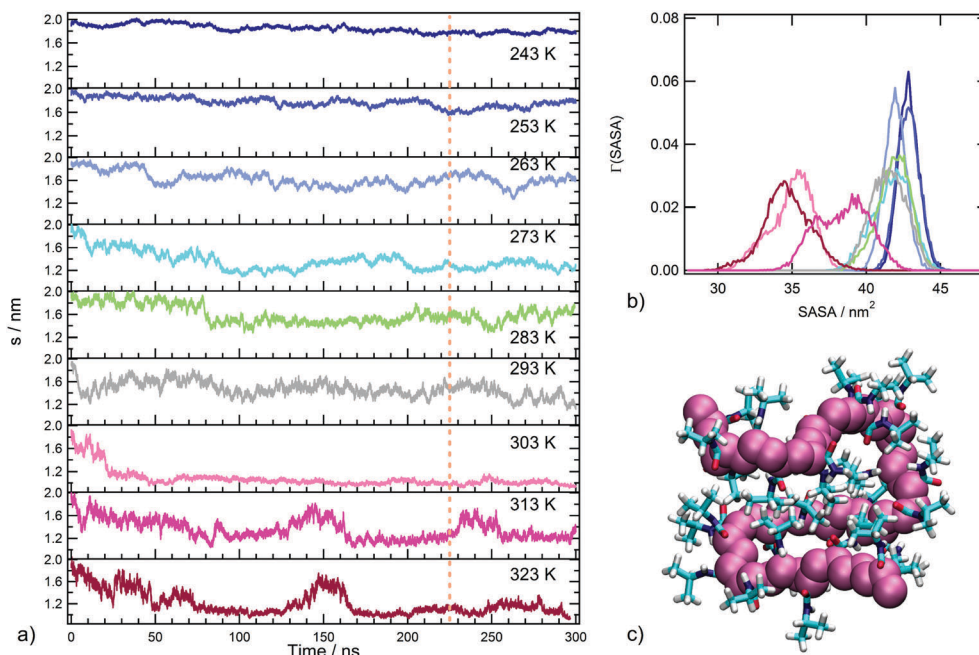 2.0
1.6
1.2
243 K
2.0
1.6
1.2
253 K
2.0
1.6
1.2
263 K
2.0
1.6
1.2
273 K
2.0
1.6
1.2
283 K
2.0
1.6
1.2
293 K
2.0
1.6
1.2
303 K
2.0
1.6
1.2
313 K
2.0
1.6
1.2
323 K
s / nm
0 50 100 150 200 250 300
Time / ns
a)
0.08
0.06
0.04
0.02
0.00
Γ(SASA)
30 35 40 45
SASA / nm²
b)
c)